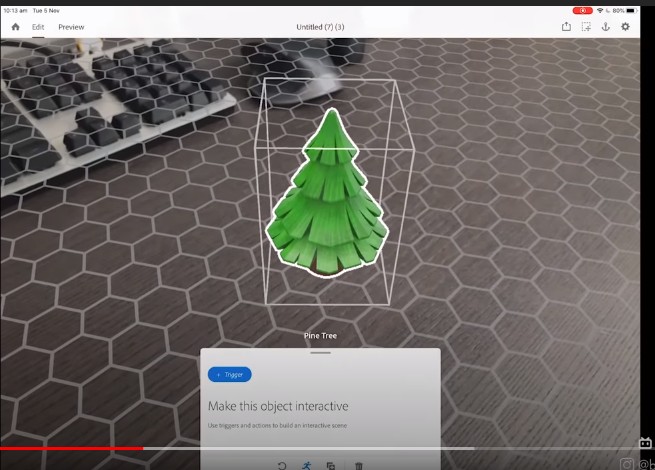 10:13 am Tue 5 Nov
80%
Edit Preview Untitled (7) (3)
Pine Tree
+ Trigger
Make this object interactive
Use triggers and actions to build an interactive scene